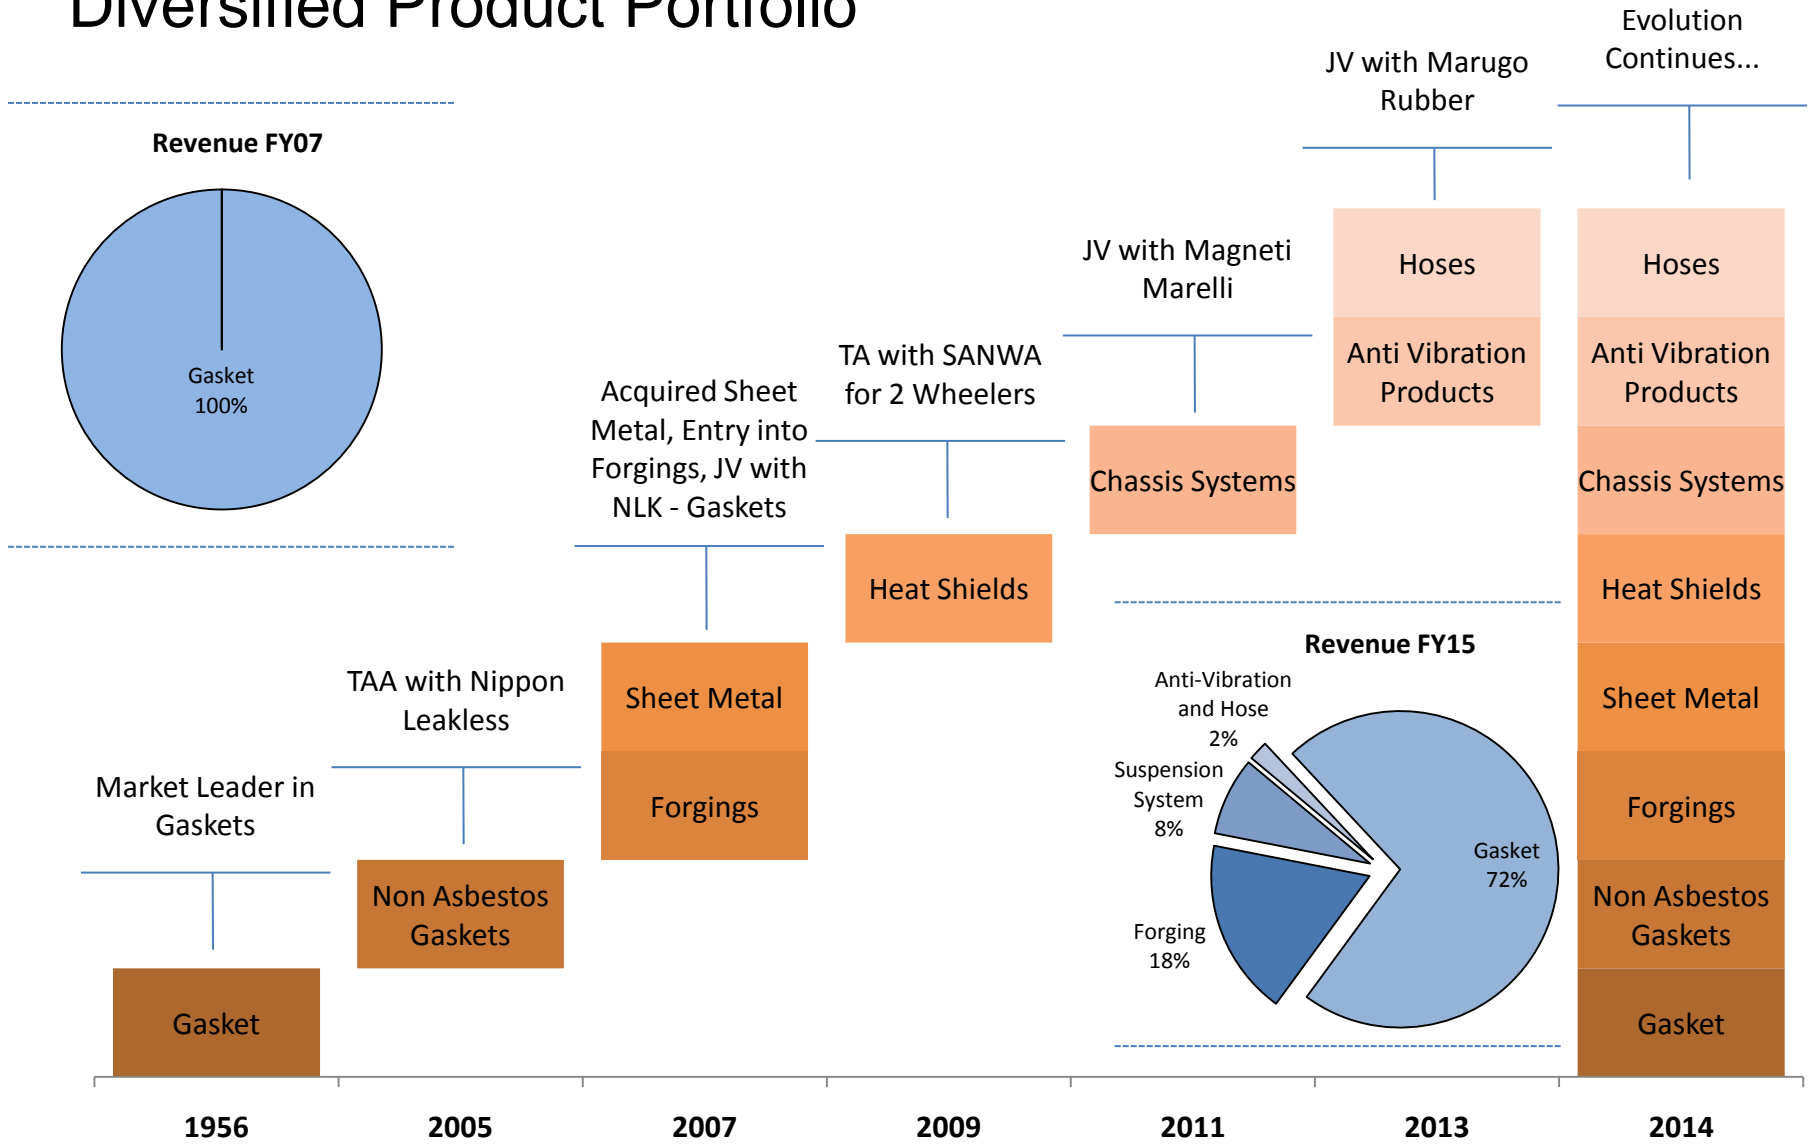 Diversified Product Portfolio
Evolution
Continues...
JV with Marugo
Rubber
Revenue FY07
Gasket
100%
JV with Magneti
Marelli
TA with SANWA
for 2 Wheelers
Acquired Sheet
Metal, Entry into
Forgings, JV with
NLK - Gaskets
TAA with Nippon
Leakless
Market Leader in
Gaskets
Gasket
Non Asbestos
Gaskets
Sheet Metal
Forgings
Heat Shields
Chassis Systems
Hoses
Anti Vibration
Products
Hoses
Anti Vibration
Products
Chassis Systems
Heat Shields
Sheet Metal
Forgings
Non Asbestos
Gaskets
Gasket
Revenue FY15
Anti-Vibration
and Hose
2%
Suspension
System
8%
Forging
18%
Gasket
72%
1956
2005
2007
2009
2011
2013
2014